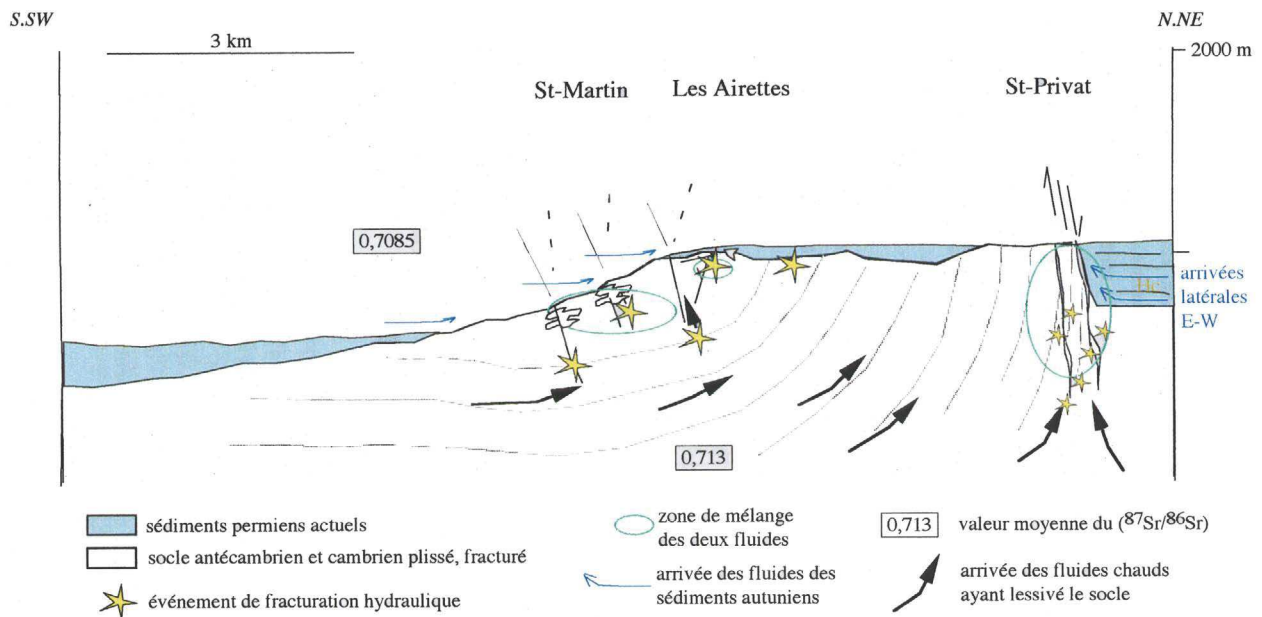 S.SW
N.NE
3 km
2000 m
St-Martin
Les Airettes
St-Privat
0,7085
arrivées
latérales
E-W
0,713
sédiments permiens actuels
socle antécambrien et cambrien plissé, fracturé
événement de fracturation hydraulique
zone de mélange
des deux fluides
arrivée des fluides des
sédiments autuniens
0,713
valeur moyenne du (⁸⁷Sr/⁸⁶Sr)
arrivée des fluides chauds
ayant lessivé le socle